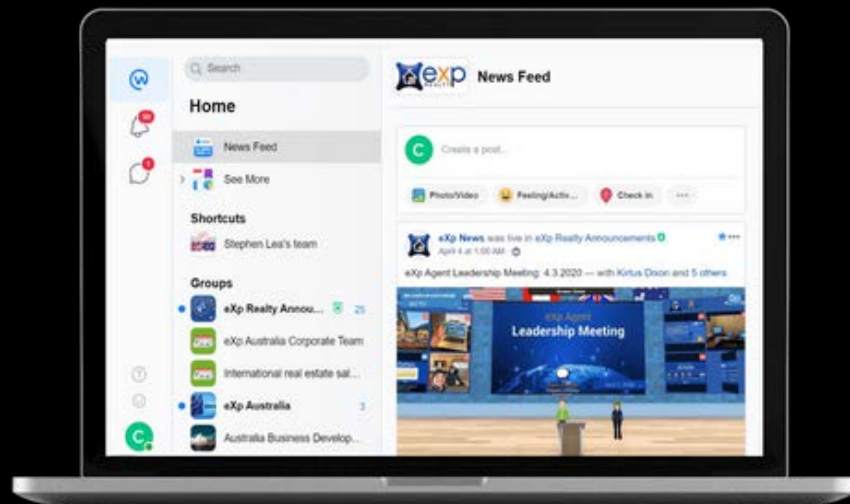 Search
Home
News Feed
See More
Shortcuts
Stephen Lea's team
Groups
eXp Realty Annou... 25
eXp Australia Corporate Team
International real estate sal...
eXp Australia 3
Australia Business Develop...
50
1
C
eXp
REALTY
News Feed
C
Create a post...
Photo/Video
Feeling/Activ...
Check in
eXp News was live in eXp Realty Announcements
April 4 at 1:00 AM
eXp Agent Leadership Meeting: 4.3.2020 — with Kirtus Dixon and 5 others
eXp Agent
Leadership Meeting